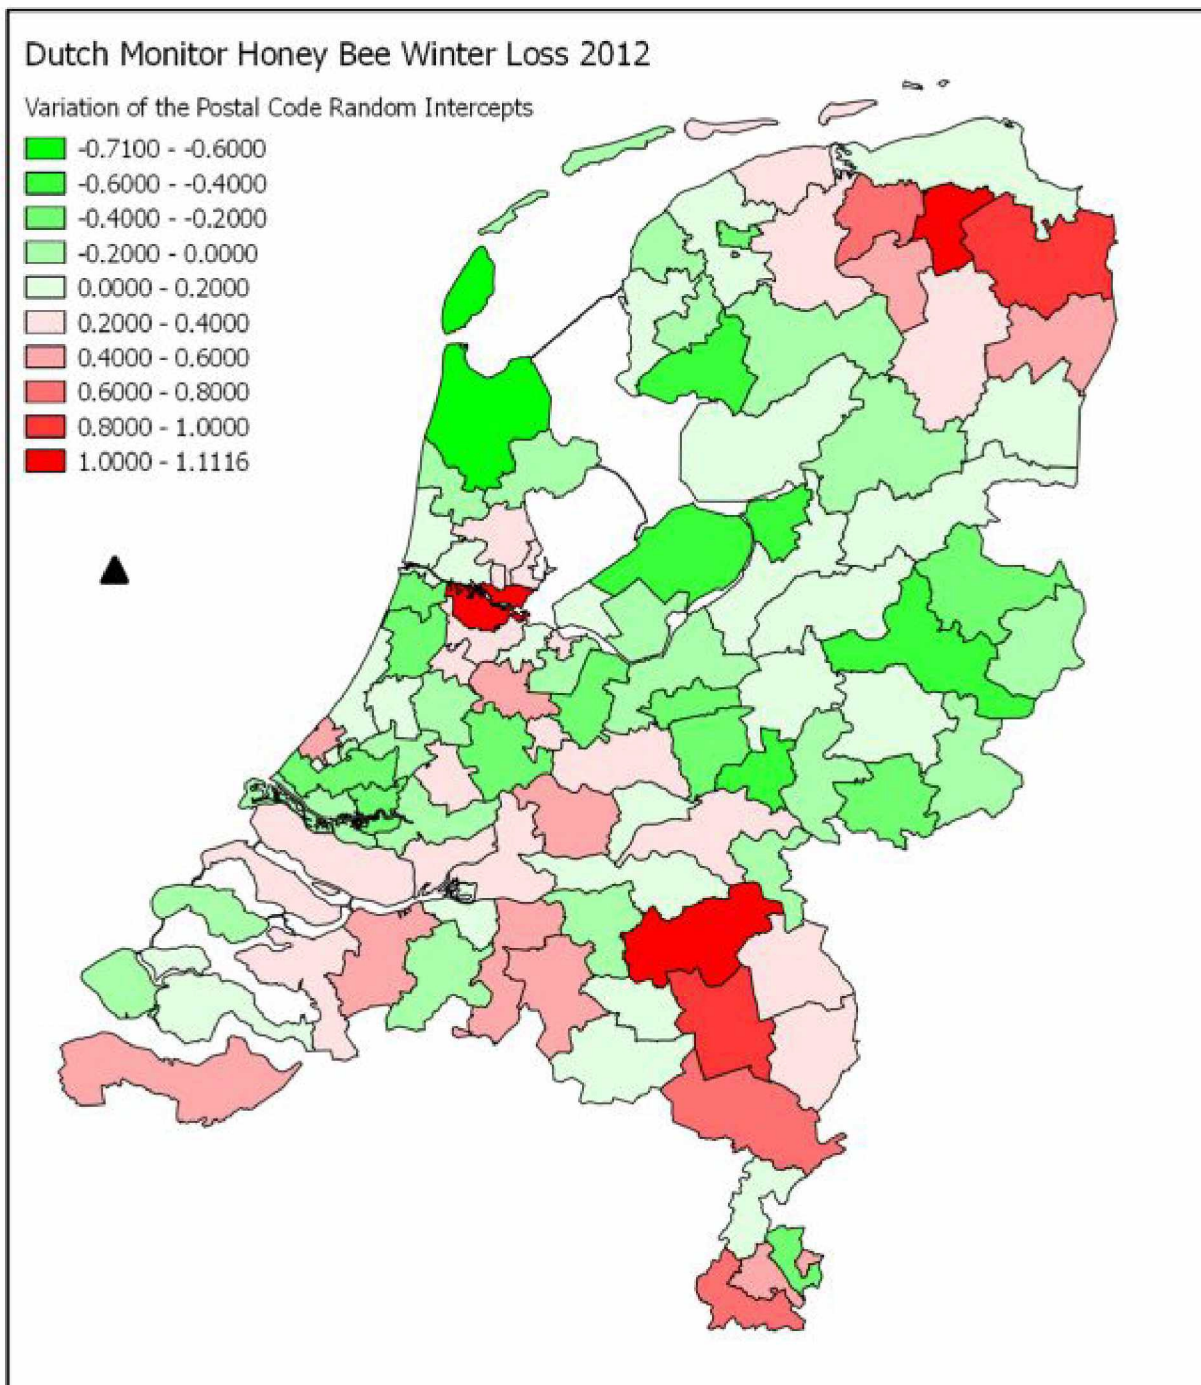 Dutch Monitor Honey Bee Winter Loss 2012
Variation of the Postal Code Random Intercepts
-0.7100 - -0.6000
-0.6000 - -0.4000
-0.4000 - -0.2000
-0.2000 - 0.0000
0.0000 - 0.2000
0.2000 - 0.4000
0.4000 - 0.6000
0.6000 - 0.8000
0.8000 - 1.0000
1.0000 - 1.1116